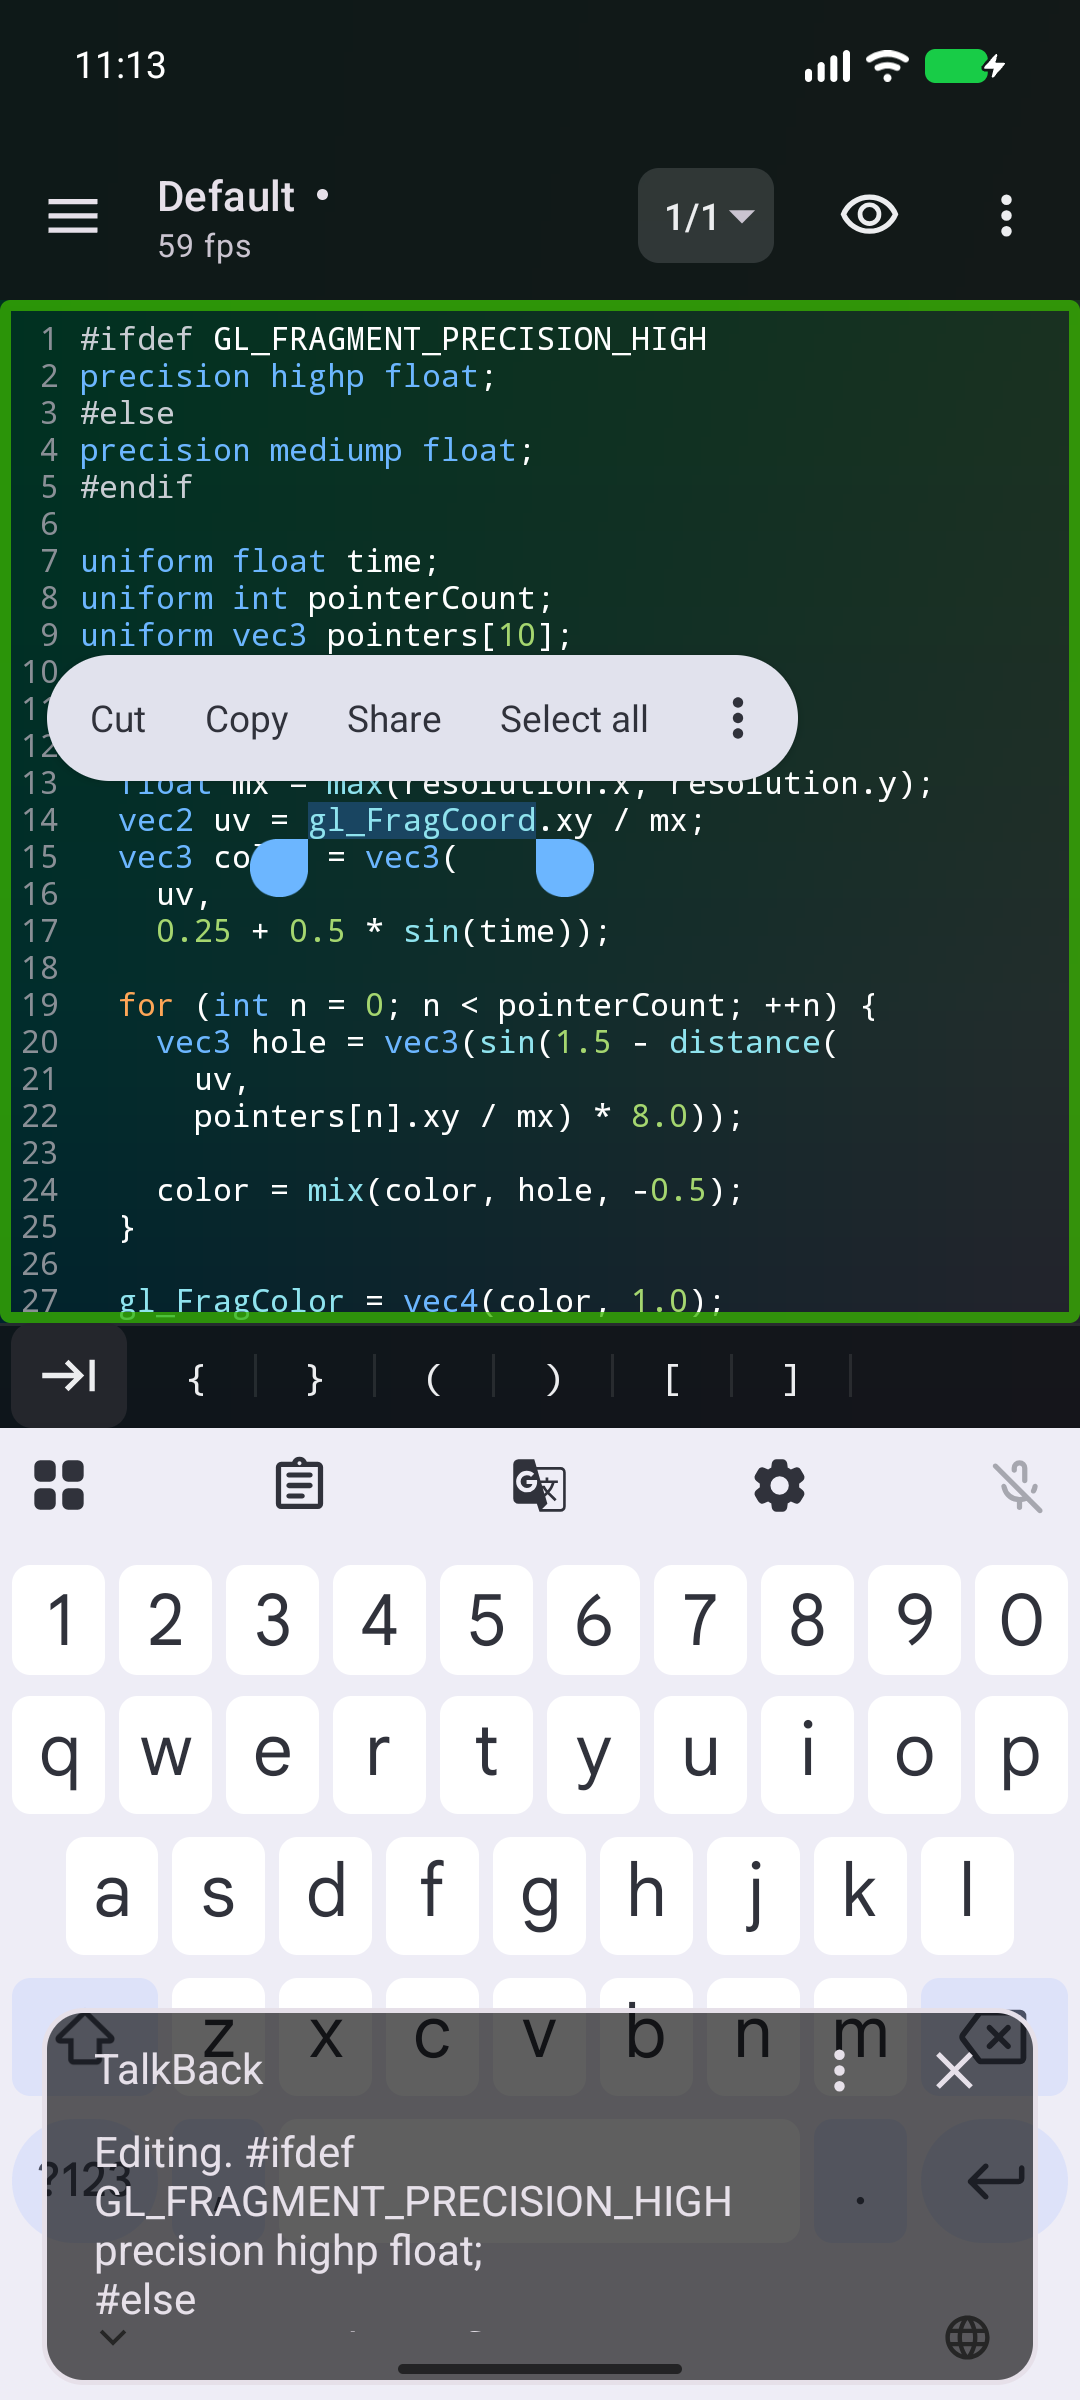 11:13
Default •
59 fps
1/1
1 #ifdef GL_FRAGMENT_PRECISION_HIGH
2 precision highp float;
3 #else
4 precision mediump float;
5 #endif
6
7 uniform float time;
8 uniform int pointerCount;
9 uniform vec3 pointers[10];
10
Cut Copy Share Select all
12
13 float mx = max(resolution.x, resolution.y);
14 vec2 uv = gl_FragCoord.xy / mx;
15 vec3 co = vec3(
16 uv,
17 0.25 + 0.5 * sin(time));
18
19 for (int n = 0; n < pointerCount; ++n) {
20 vec3 hole = vec3(sin(1.5 - distance(
21 uv,
22 pointers[n].xy / mx) * 8.0));
23
24 color = mix(color, hole, -0.5);
25 }
26
27 gl_FragColor = vec4(color, 1.0);
{ } ( ) [ ]
1 2 3 4 5 6 7 8 9 0
q w e r t y u i o p
a s d f g h j k l
z x c v b n m
TalkBack
?123 .
Editing. #ifdef
GL_FRAGMENT_PRECISION_HIGH
precision highp float;
#else